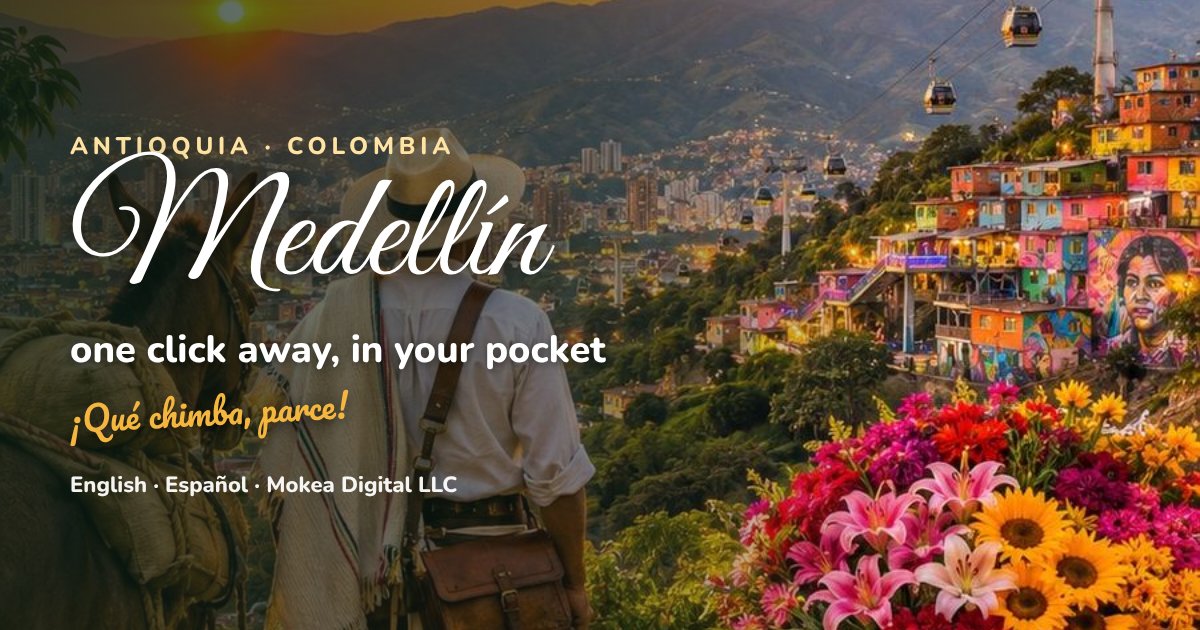 ANTIOQUIA · COLOMBIA
Medellín
one click away, in your pocket
¡Qué chimba, parce!
English · Español · Mokea Digital LLC